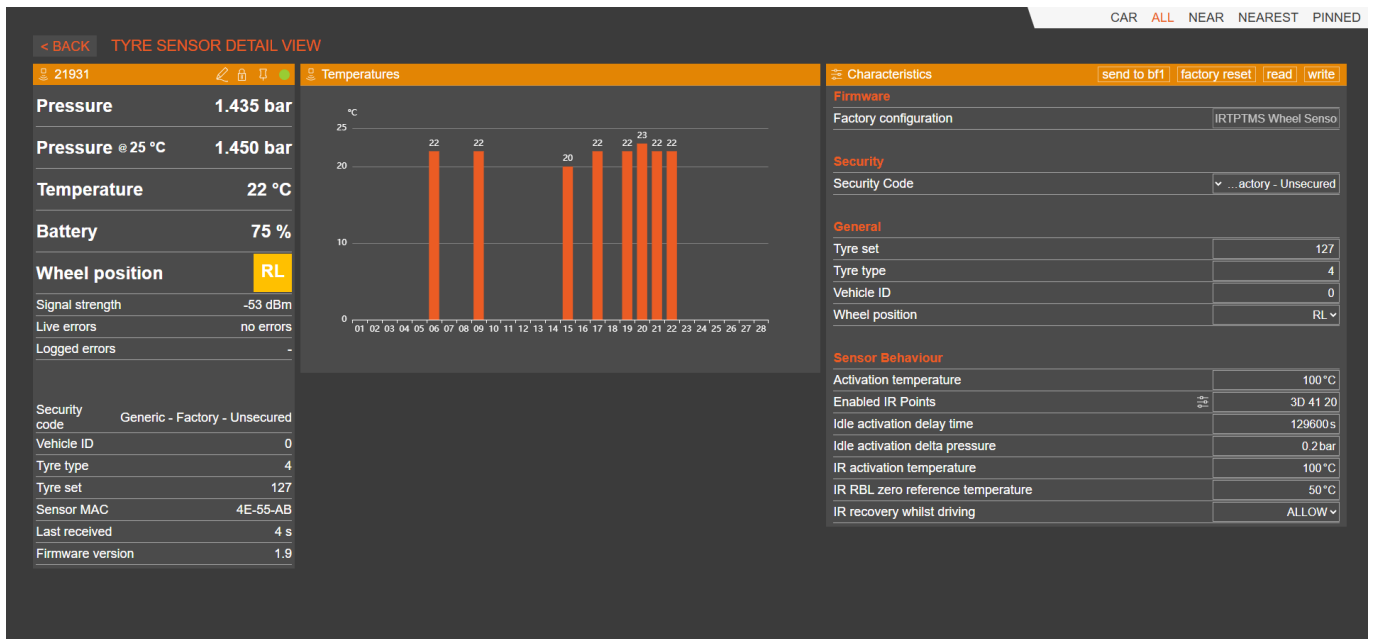 CAR ALL NEAR NEAREST PINNED
< BACK TYRE SENSOR DETAIL VIEW
21931
Pressure 1.435 bar
Pressure @ 25 °C 1.450 bar
Temperature 22 °C
Battery 75 %
Wheel position RL
Signal strength -53 dBm
Live errors no errors
Logged errors -
Security code Generic - Factory - Unsecured
Vehicle ID 0
Tyre type 4
Tyre set 127
Sensor MAC 4E-55-AB
Last received 4 s
Firmware version 1.9
Temperatures
°C
25
20
10
0
22 22 20 22 22 23 22 22
01 02 03 04 05 06 07 08 09 10 11 12 13 14 15 16 17 18 19 20 21 22 23 24 25 26 27 28
Characteristics send to bf1 factory reset read write
Firmware
Factory configuration IRTPTMS Wheel Senso
Security
Security Code …actory - Unsecured
General
Tyre set 127
Tyre type 4
Vehicle ID 0
Wheel position RL
Sensor Behaviour
Activation temperature 100°C
Enabled IR Points 3D 41 20
Idle activation delay time 129600s
Idle activation delta pressure 0.2bar
IR activation temperature 100°C
IR RBL zero reference temperature 50°C
IR recovery whilst driving ALLOW